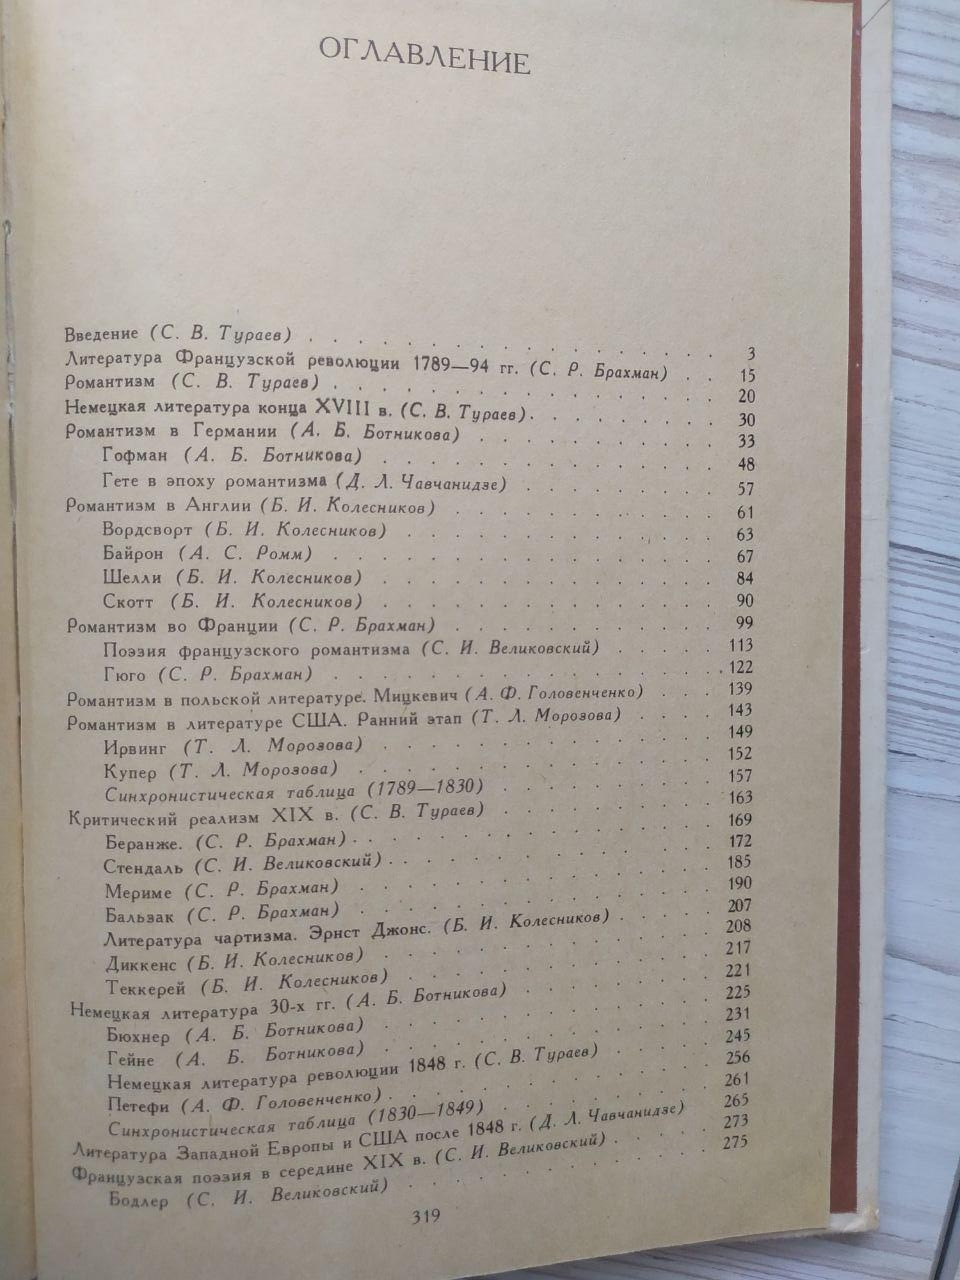 ОГЛАВЛЕНИЕ
Введение (С. В. Тураев) . . . . . . . . . . . . . . . . 3
Литература Французской революции 1789—94 гг. (С. Р. Брахман) . . 15
Романтизм (С. В. Тураев) . . . . . . . . . . . . . . . 20
Немецкая литература конца XVIII в. (С. В. Тураев) . . . . . . . 30
Романтизм в Германии (А. Б. Ботникова) . . . . . . . . . 33
Гофман (А. Б. Ботникова) . . . . . . . . . . . . . 48
Гете в эпоху романтизма (Д. Л. Чавчанидзе) . . . . . . . . 57
Романтизм в Англии (Б. И. Колесников) . . . . . . . . . . 61
Вордсворт (Б. И. Колесников) . . . . . . . . . . . . 63
Байрон (А. С. Ромм) . . . . . . . . . . . . . . . 67
Шелли (Б. И. Колесников) . . . . . . . . . . . . . 84
Скотт (Б. И. Колесников) . . . . . . . . . . . . . 90
Романтизм во Франции (С. Р. Брахман) . . . . . . . . . . 99
Поэзия французского романтизма (С. И. Великовский) . . . . . 113
Гюго (С. Р. Брахман) . . . . . . . . . . . . . . . 122
Романтизм в польской литературе. Мицкевич (А. Ф. Головенченко) . . . 139
Романтизм в литературе США. Ранний этап (Т. Л. Морозова) . . . . 143
Ирвинг (Т. Л. Морозова) . . . . . . . . . . . . . 149
Купер (Т. Л. Морозова) . . . . . . . . . . . . . . 152
Синхронистическая таблица (1789—1830) . . . . . . . . 157
Критический реализм XIX в. (С. В. Тураев) . . . . . . . . 163
Беранже. (С. Р. Брахман) . . . . . . . . . . . . . 169
Стендаль (С. И. Великовский) . . . . . . . . . . . . 172
Мериме (С. Р. Брахман) . . . . . . . . . . . . . . 185
Бальзак (С. Р. Брахман) . . . . . . . . . . . . . . 190
Литература чартизма. Эрнст Джонс. (Б. И. Колесников) . . . . 207
Диккенс (Б. И. Колесников) . . . . . . . . . . . . 208
Теккерей (Б. И. Колесников) . . . . . . . . . . . . 217
Немецкая литература 30-х гг. (А. Б. Ботникова) . . . . . . . 221
Бюхнер (А. Б. Ботникова) . . . . . . . . . . . . . 225
Гейне (А. Б. Ботникова) . . . . . . . . . . . . . 231
Немецкая литература революции 1848 г. (С. В. Тураев) . . . . 245
Петефи (А. Ф. Головенченко) . . . . . . . . . . . . 256
Синхронистическая таблица (1830—1849) . . . . . . . . 261
Литература Западной Европы и США после 1848 г. (Д. Л. Чавчанидзе) 265
Французская поэзия в середине XIX в. (С. И. Великовский) . . . . 273
Бодлер (С. И. Великовский) . . . . . . . . . . . . 275
319